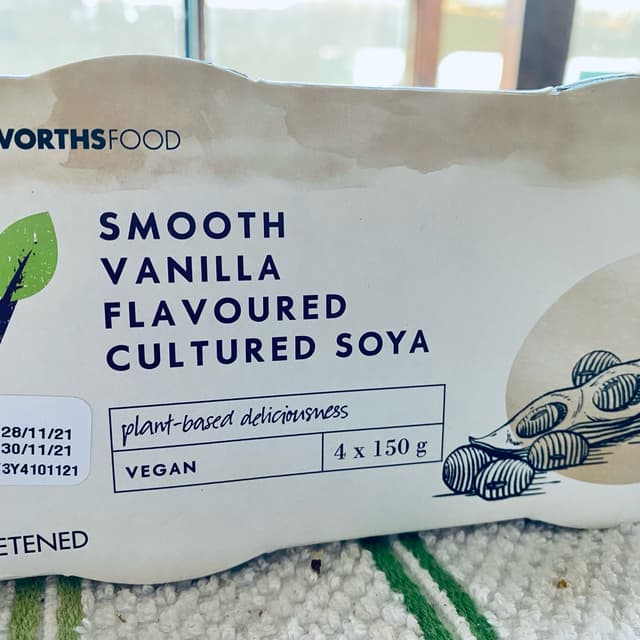 WORTHSFOOD
SMOOTH
VANILLA
FLAVOURED
CULTURED SOYA
plant-based deliciousness
VEGAN
4 x 150 g
28/11/21
30/11/21
3Y4101121
ETENED